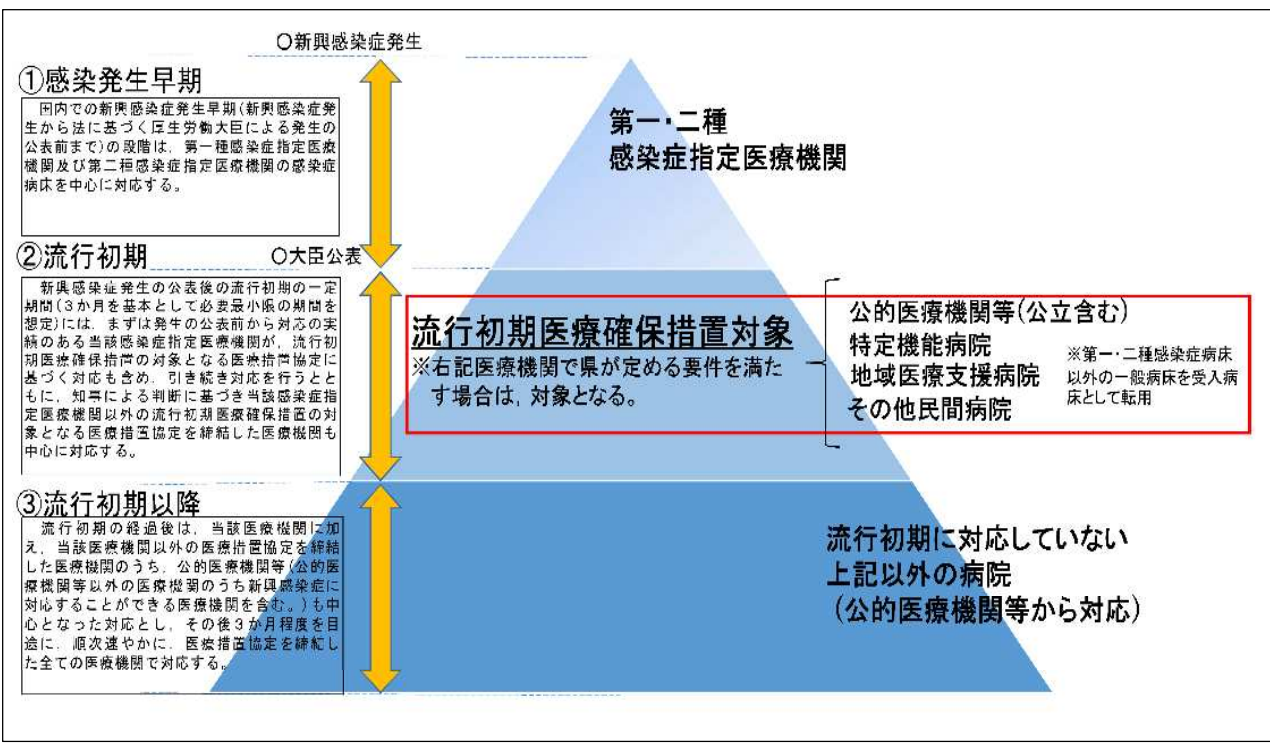 〇新興感染症発生
①感染発生早期
国内での新興感染症発生早期(新興感染症発
生から法に基づく厚生労働大臣による発生の
公表前まで)の段階は、第一種感染症指定医療
機関及び第二種感染症指定医療機関の感染症
病床を中心に対応する。
第一・二種
感染症指定医療機関
②流行初期
〇大臣公表
新興感染症発生の公表後の流行初期の一定
期間(3か月を基本として必要最小限の期間を
想定)には、まずは発生の公表前から対応の実
績のある当該感染症指定医療機関が、流行初
期医療確保措置の対象となる医療措置協定に
基づく対応も含め、引き続き対応を行うとと
もに、知事による判断に基づき当該感染症指
定医療機関以外の流行初期医療確保措置の対
象となる医療措置協定を締結した医療機関も
中心に対応する。
流行初期医療確保措置対象
※右記医療機関で県が定める要件を満た
す場合は、対象となる。
公的医療機関等(公立含む)
特定機能病院
地域医療支援病院
その他民間病院
※第一・二種感染症病床
以外の一般病床を受入病
床として転用
③流行初期以降
流行初期の経過後は、当該医療機関に加
え、当該医療機関以外の医療措置協定を締結
した医療機関のうち、公的医療機関等(公的医
療機関等以外の医療機関のうち新興感染症に
対応することができる医療機関を含む。)も中
心となった対応とし、その後3か月程度を目
途に、順次速やかに、医療措置協定を締結し
た全ての医療機関で対応する。
流行初期に対応していない
上記以外の病院
(公的医療機関等から対応)